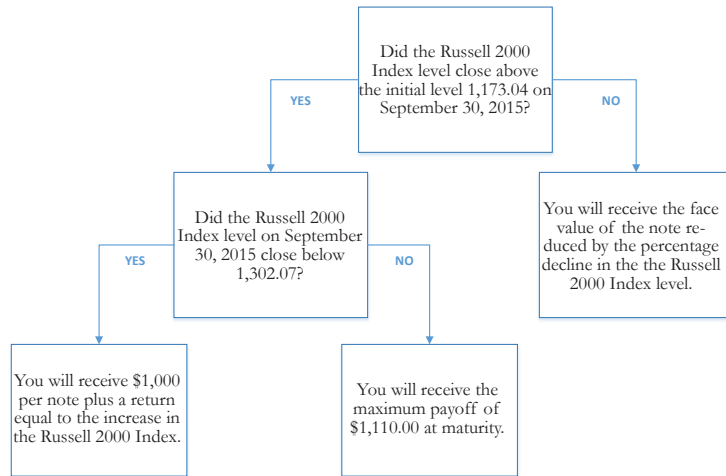 Did the Russell 2000
Index level close above
the initial level 1,173.04 on
September 30, 2015?
YES
NO
Did the Russell 2000
Index level on September
30, 2015 close below
1,302.07?
You will receive the face
value of the note re-
duced by the percentage
decline in the the Russell
2000 Index level.
YES
NO
You will receive $1,000
per note plus a return
equal to the increase in
the Russell 2000 Index.
You will receive the
maximum payoff of
$1,110.00 at maturity.